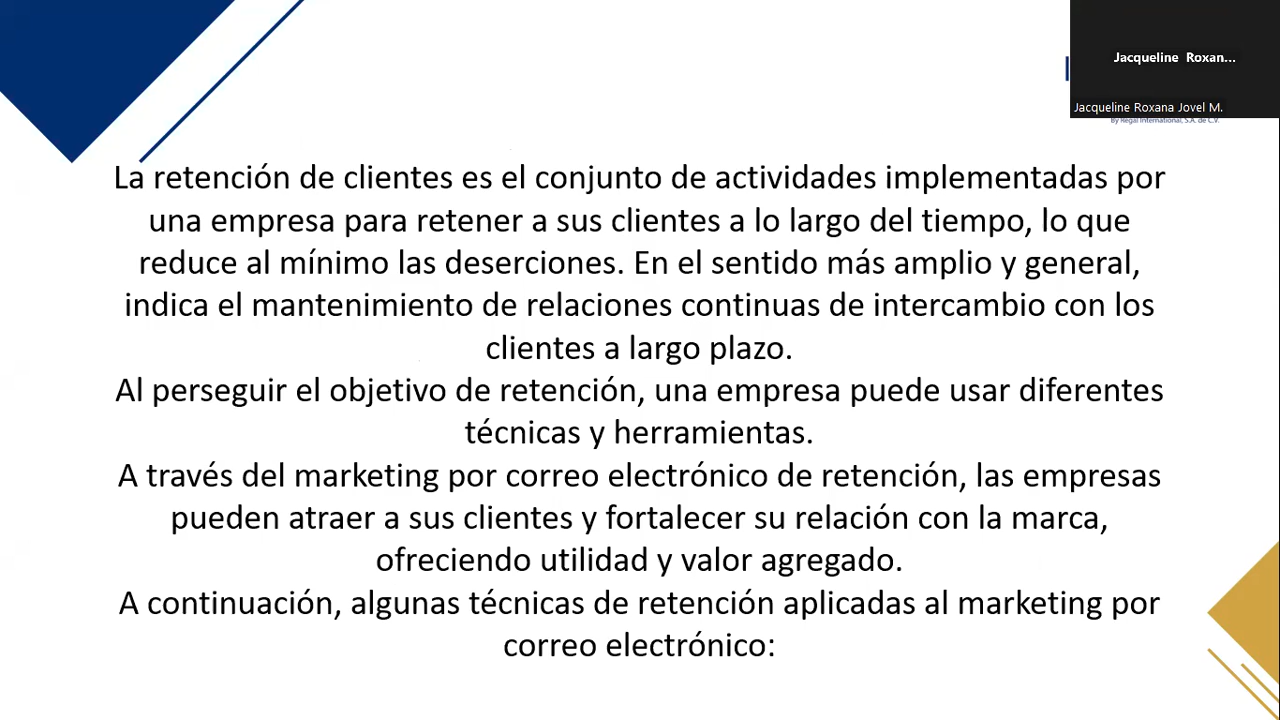 Jacqueline Roxan...
Jacqueline Roxana Jovel M.
By Regal International, S.A. de C.V.
La retención de clientes es el conjunto de actividades implementadas por
una empresa para retener a sus clientes a lo largo del tiempo, lo que
reduce al mínimo las deserciones. En el sentido más amplio y general,
indica el mantenimiento de relaciones continuas de intercambio con los
clientes a largo plazo.
Al perseguir el objetivo de retención, una empresa puede usar diferentes
técnicas y herramientas.
A través del marketing por correo electrónico de retención, las empresas
pueden atraer a sus clientes y fortalecer su relación con la marca,
ofreciendo utilidad y valor agregado.
A continuación, algunas técnicas de retención aplicadas al marketing por
correo electrónico: